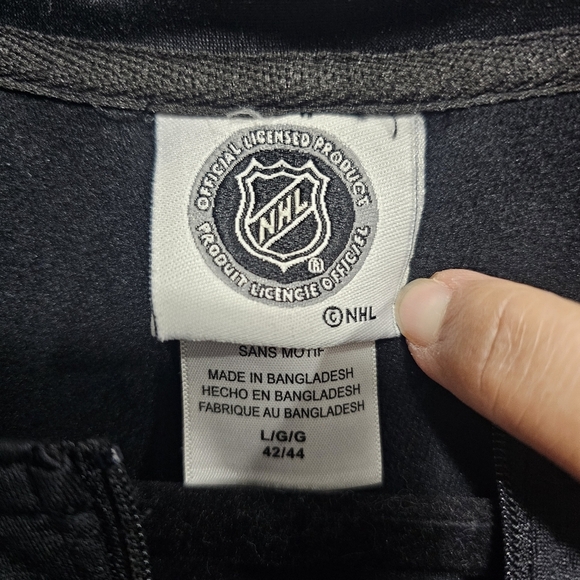 OFFICIAL LICENSED PRODUCT
NHL
®
PRODUIT LICENCIE OFFICIEL
©NHL
SANS MOTIF
MADE IN BANGLADESH
HECHO EN BANGLADESH
FABRIQUE AU BANGLADESH
L/G/G
42/44